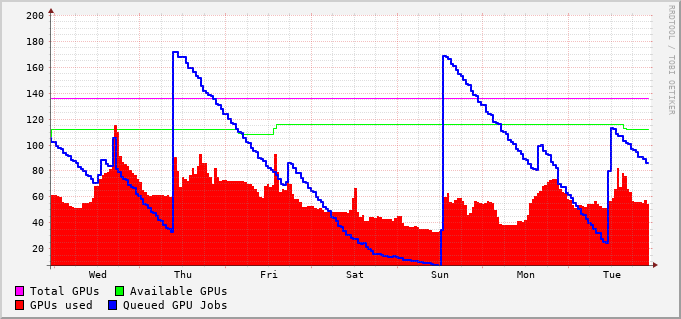 200
180
160
140
120
100
80
60
40
20
Wed Thu Fri Sat Sun Mon Tue
Total GPUs Available GPUs
GPUs used Queued GPU Jobs
RRDTOOL / TOBI OETIKER